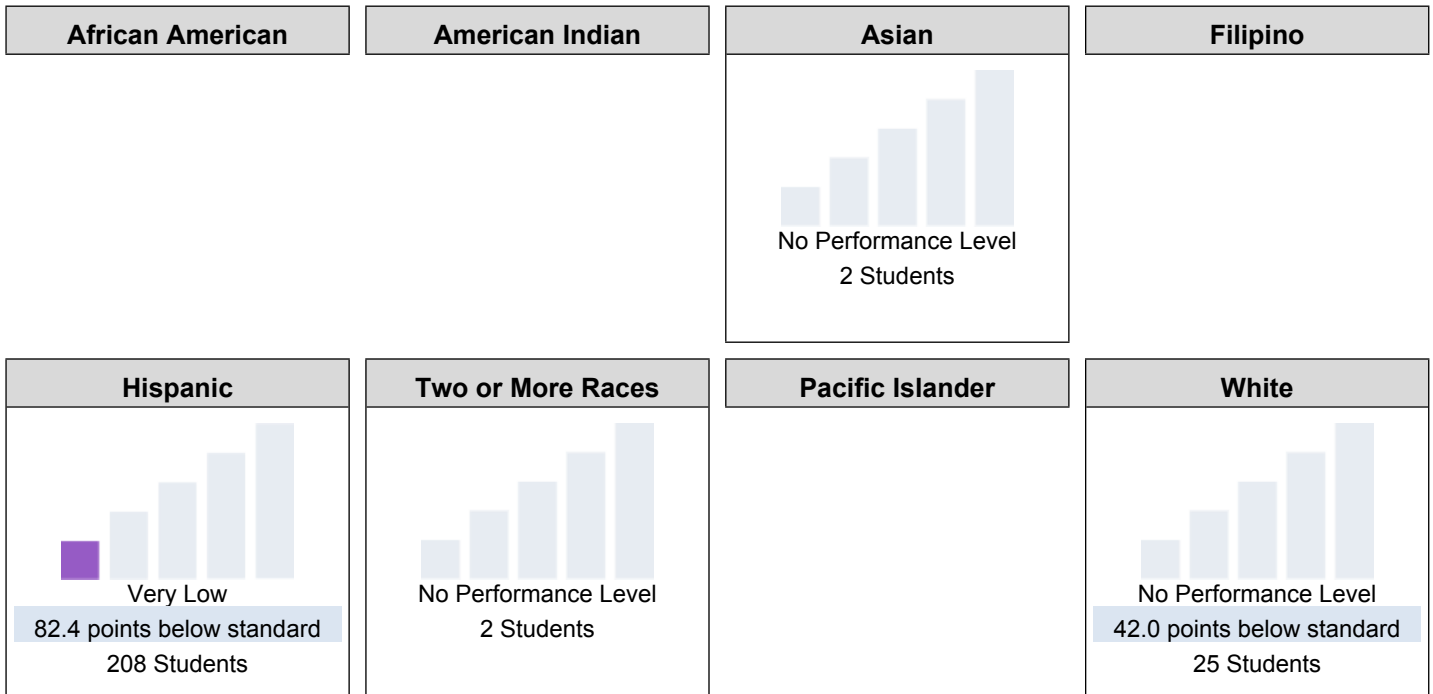 African American
American Indian
Asian
Filipino
No Performance Level
2 Students
Hispanic
Two or More Races
Pacific Islander
White
Very Low
82.4 points below standard
208 Students
No Performance Level
2 Students
No Performance Level
42.0 points below standard
25 Students